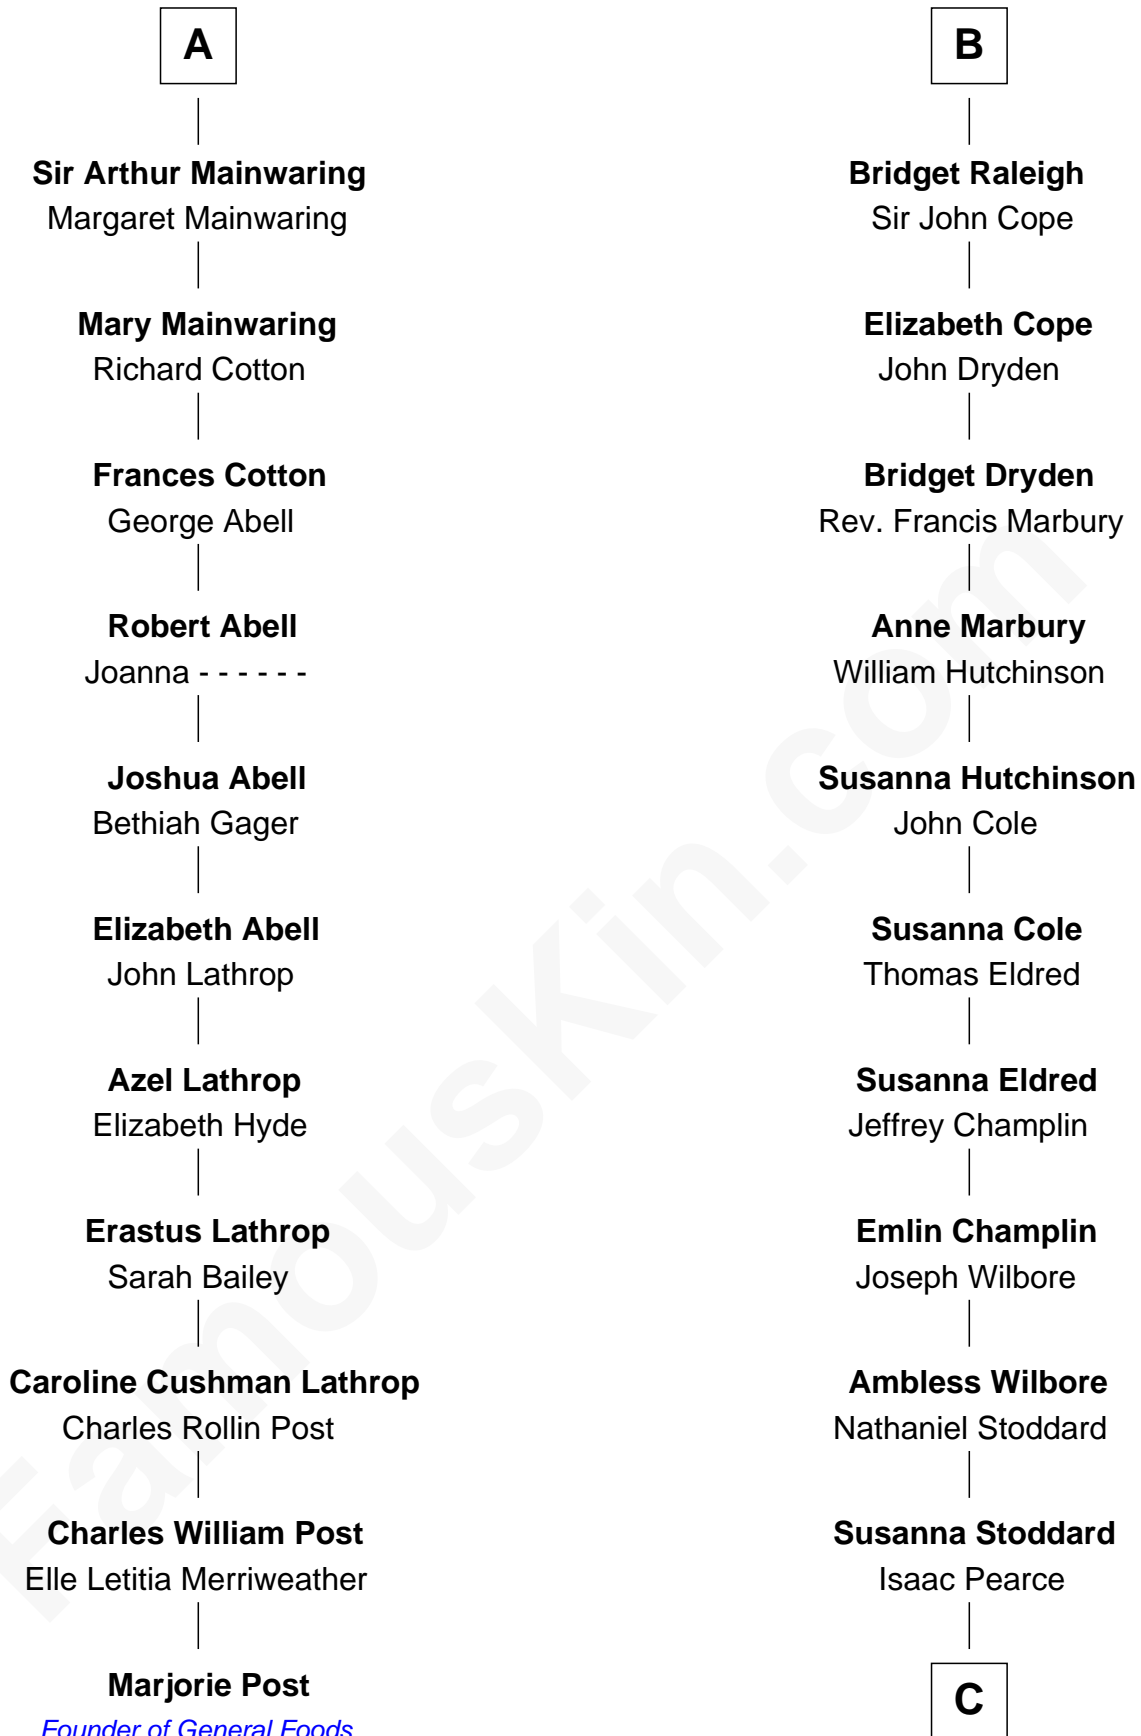 A
Sir Arthur Mainwaring
Margaret Mainwaring
Mary Mainwaring
Richard Cotton
Frances Cotton
George Abell
Robert Abell
Joanna - - - - - -
Joshua Abell
Bethiah Gager
Elizabeth Abell
John Lathrop
Azel Lathrop
Elizabeth Hyde
Erastus Lathrop
Sarah Bailey
Caroline Cushman Lathrop
Charles Rollin Post
Charles William Post
Elle Letitia Merriweather
Marjorie Post
Founder of General Foods
B
Bridget Raleigh
Sir John Cope
Elizabeth Cope
John Dryden
Bridget Dryden
Rev. Francis Marbury
Anne Marbury
William Hutchinson
Susanna Hutchinson
John Cole
Susanna Cole
Thomas Eldred
Susanna Eldred
Jeffrey Champlin
Emlin Champlin
Joseph Wilbore
Ambless Wilbore
Nathaniel Stoddard
Susanna Stoddard
Isaac Pearce
C
FamousKin.com